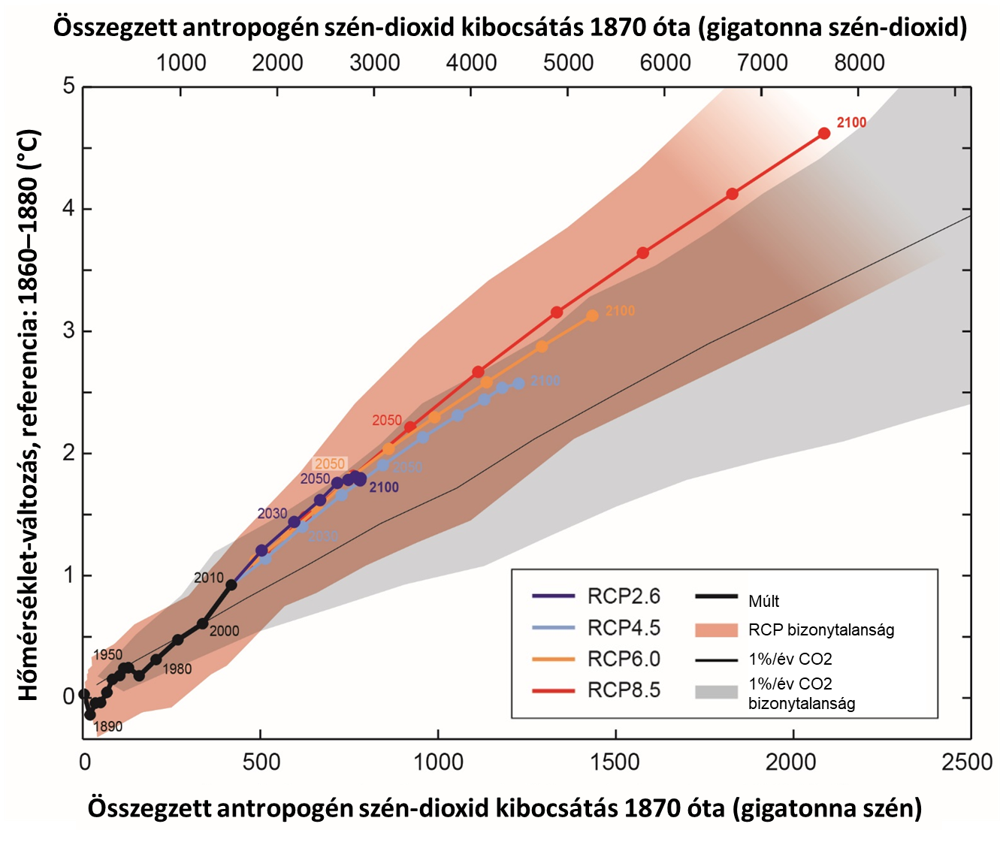 Összegzett antropogén szén-dioxid kibocsátás 1870 óta (gigatonna szén-dioxid)
1000 2000 3000 4000 5000 6000 7000 8000
Hőmérséklet-változás, referencia: 1860–1880 (°C)
5
4
3
2
1
0
2100
2100
2100
2050
2050
2050
2050
2100
2030
2030
2010
2000
1950
1980
1890
RCP2.6
RCP4.5
RCP6.0
RCP8.5
Múlt
RCP bizonytalanság
1%/év CO2
1%/év CO2
bizonytalanság
0 500 1000 1500 2000 2500
Összegzett antropogén szén-dioxid kibocsátás 1870 óta (gigatonna szén)